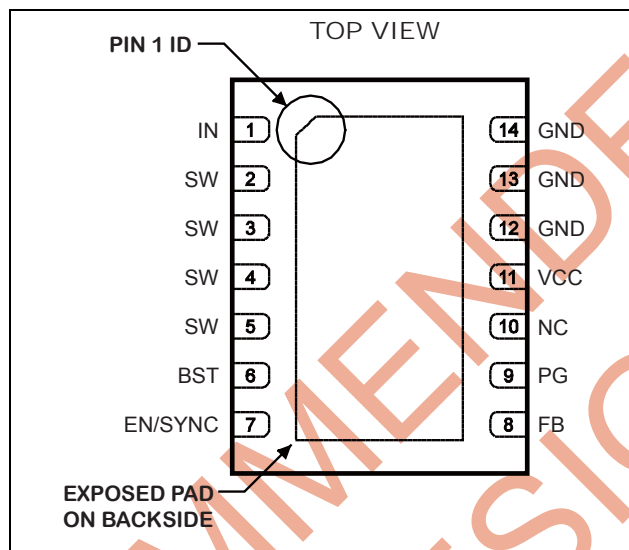 TOP VIEW
PIN 1 ID
IN 1 14 GND
SW 2 13 GND
SW 3 12 GND
SW 4 11 VCC
SW 5 10 NC
BST 6 9 PG
EN/SYNC 7 8 FB
EXPOSED PAD
ON BACKSIDE